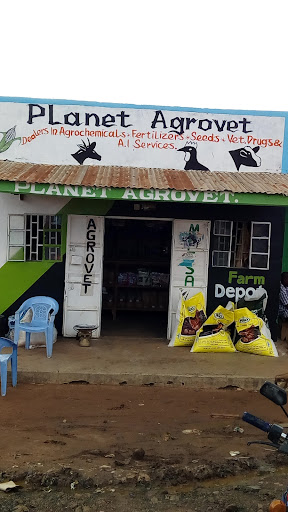 PLanet Agrovet
Dealers In Agrochemicals • Fertilizers • Seeds • Vet. Drugs &
A.I Services.
PLANET AGROVET.
AGROVET
Farm
Depot